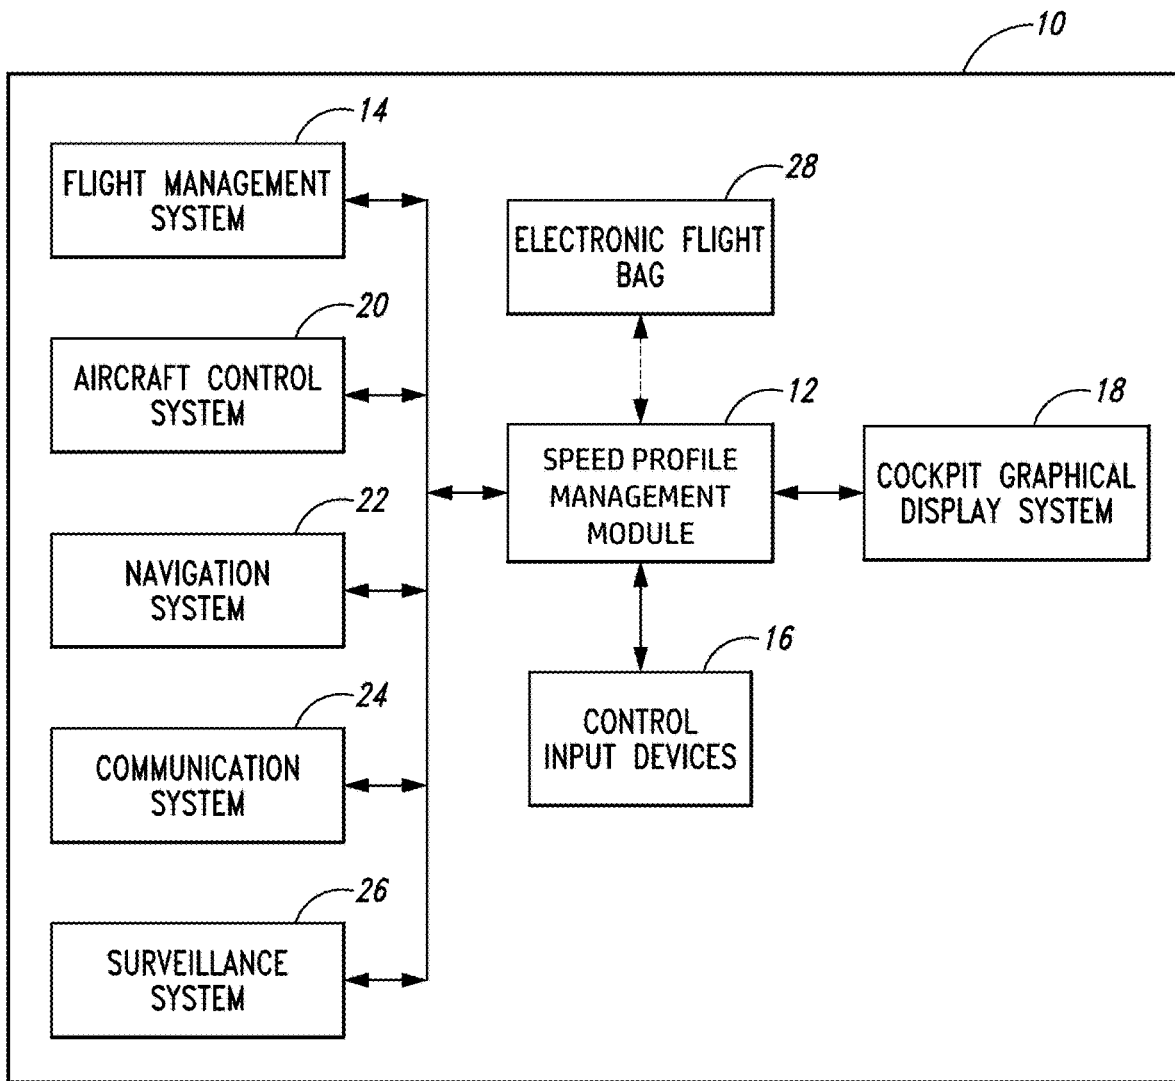 10
14
FLIGHT MANAGEMENT
SYSTEM
28
ELECTRONIC FLIGHT
BAG
20
AIRCRAFT CONTROL
SYSTEM
12
SPEED PROFILE
MANAGEMENT
MODULE
18
COCKPIT GRAPHICAL
DISPLAY SYSTEM
22
NAVIGATION
SYSTEM
16
CONTROL
INPUT DEVICES
24
COMMUNICATION
SYSTEM
26
SURVEILLANCE
SYSTEM